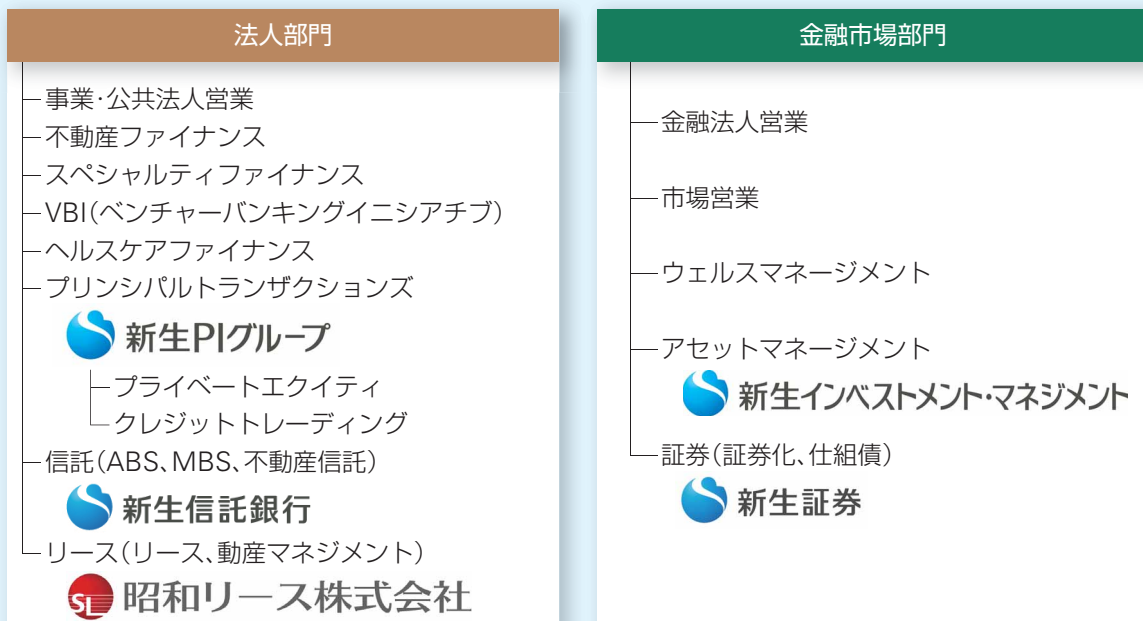 法人部門
事業・公共法人営業
不動産ファイナンス
スペシャルティファイナンス
VBI(ベンチャーバンキングイニシアチブ)
ヘルスケアファイナンス
プリンシパルトランザクションズ
新生PIグループ
プライベートエクイティ
クレジットトレーディング
信託(ABS、MBS、不動産信託)
新生信託銀行
リース(リース、動産マネジメント)
SL 昭和リース株式会社
金融市場部門
金融法人営業
市場営業
ウェルスマネージメント
アセットマネージメント
新生インベストメント・マネジメント
証券(証券化、仕組債)
新生証券